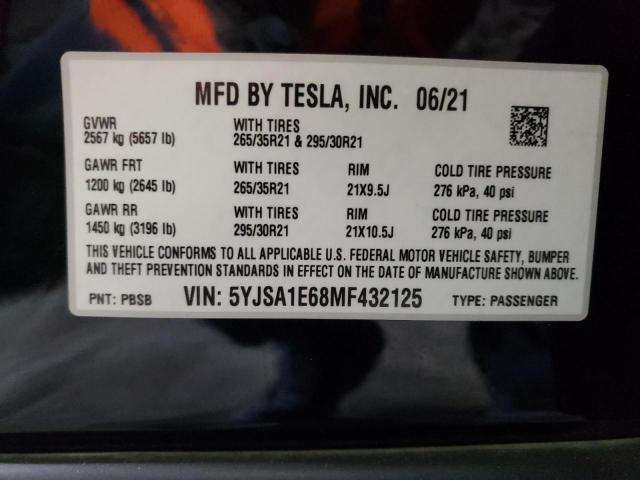 MFD BY TESLA, INC. 06/21
GVWR WITH TIRES
2567 kg (5657 lb) 265/35R21 & 295/30R21
GAWR FRT WITH TIRES RIM COLD TIRE PRESSURE
1200 kg (2645 lb) 265/35R21 21X9.5J 276 kPa, 40 psi
GAWR RR WITH TIRES RIM COLD TIRE PRESSURE
1450 kg (3196 lb) 295/30R21 21X10.5J 276 kPa, 40 psi
THIS VEHICLE CONFORMS TO ALL APPLICABLE U.S. FEDERAL MOTOR VEHICLE SAFETY, BUMPER
AND THEFT PREVENTION STANDARDS IN EFFECT ON THE DATE OF MANUFACTURE SHOWN ABOVE.
PNT: PBSB VIN: 5YJSA1E68MF432125 TYPE: PASSENGER